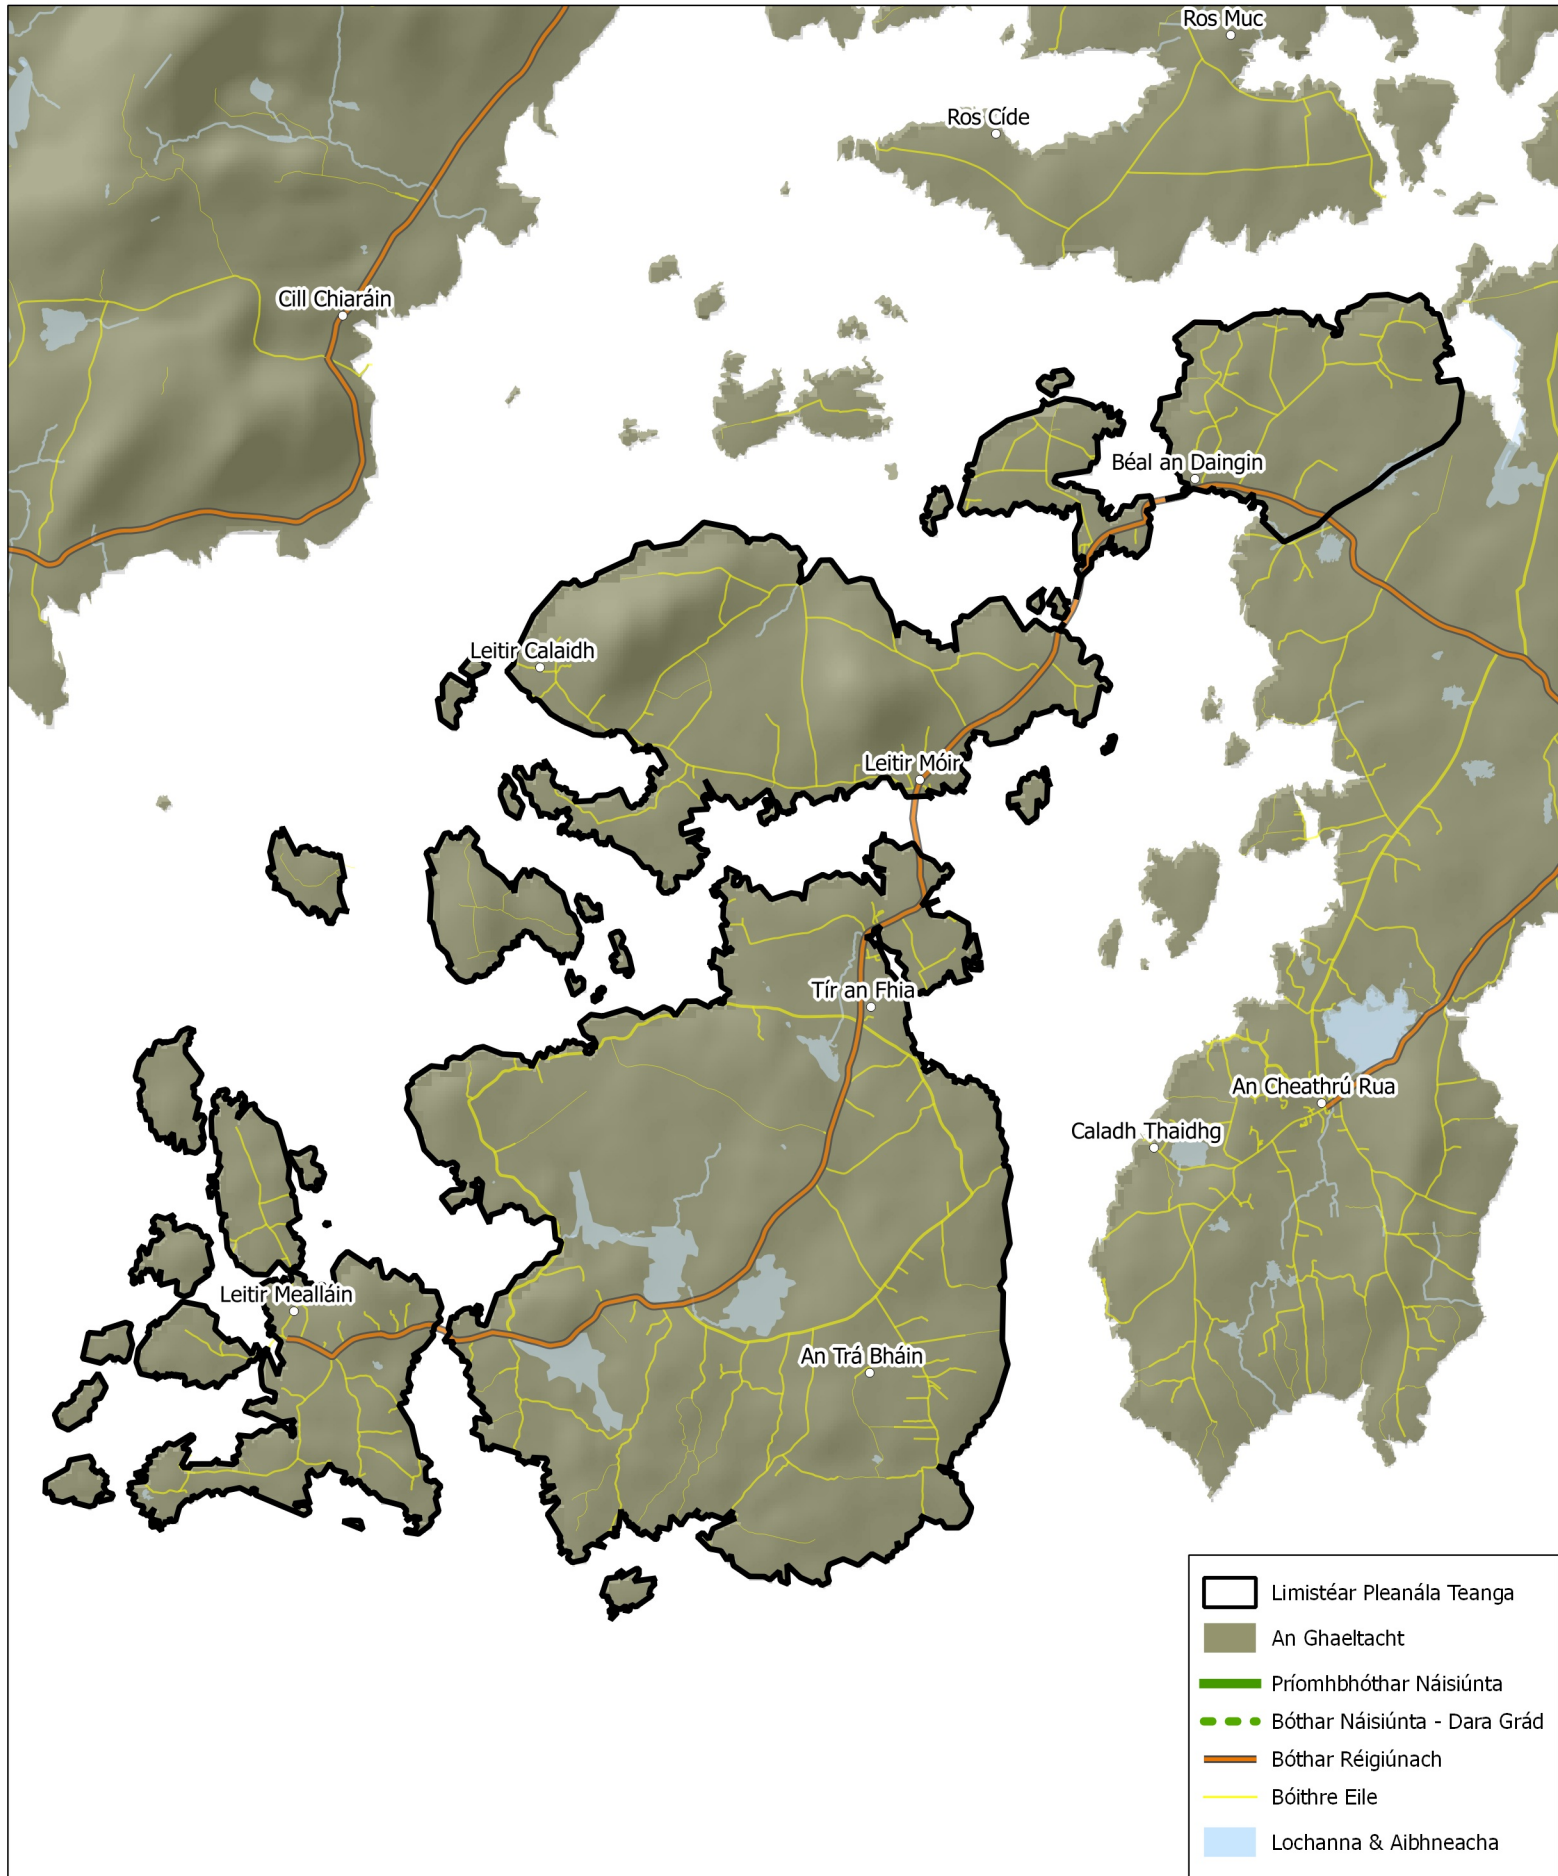 Ros Muc
Ros Cíde
Cill Chiaráin
Béal an Daingin
Leitir Calaidh
Leitir Móir
Tír an Fhia
An Cheathrú Rua
Caladh Thaidhg
Leitir Mealláin
An Trá Bháin
Limistéar Pleanála Teanga
An Ghaeltacht
Príomhbhóthar Náisiúnta
Bóthar Náisiúnta - Dara Grád
Bóthar Réigiúnach
Bóithre Eile
Lochanna & Aibhneacha